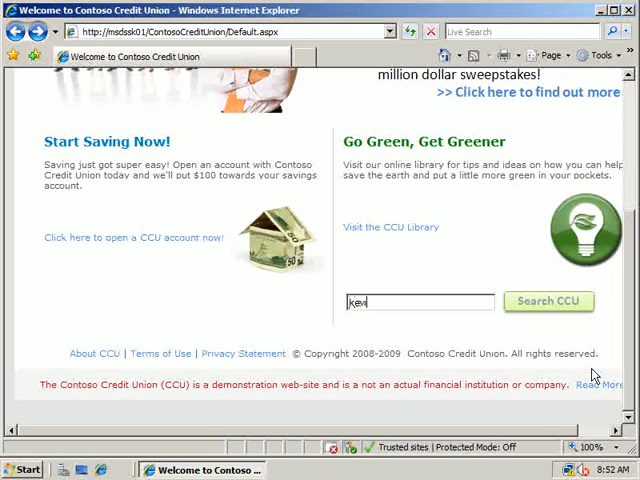 Welcome to Contoso Credit Union - Windows Internet Explorer
http://msdssk01/ContosoCreditUnion/Default.aspx
Live Search
Welcome to Contoso Credit Union
Page
Tools
million dollar sweepstakes!
>> Click here to find out more
Start Saving Now!
Saving just got super easy! Open an account with Contoso
Credit Union today and we'll put $100 towards your savings
account.
Click here to open a CCU account now!
50
50
Go Green, Get Greener
Visit our online library for tips and ideas on how you can help
save the earth and put a little more green in your pockets.
Visit the CCU Library
Search CCU
About CCU | Terms of Use | Privacy Statement © Copyright 2008-2009 Contoso Credit Union. All rights reserved.
The Contoso Credit Union (CCU) is a demonstration web-site and is not an actual financial institution or company. Read More
Trusted sites | Protected Mode: Off
100%
Start
Welcome to Contoso ...
8:52 AM